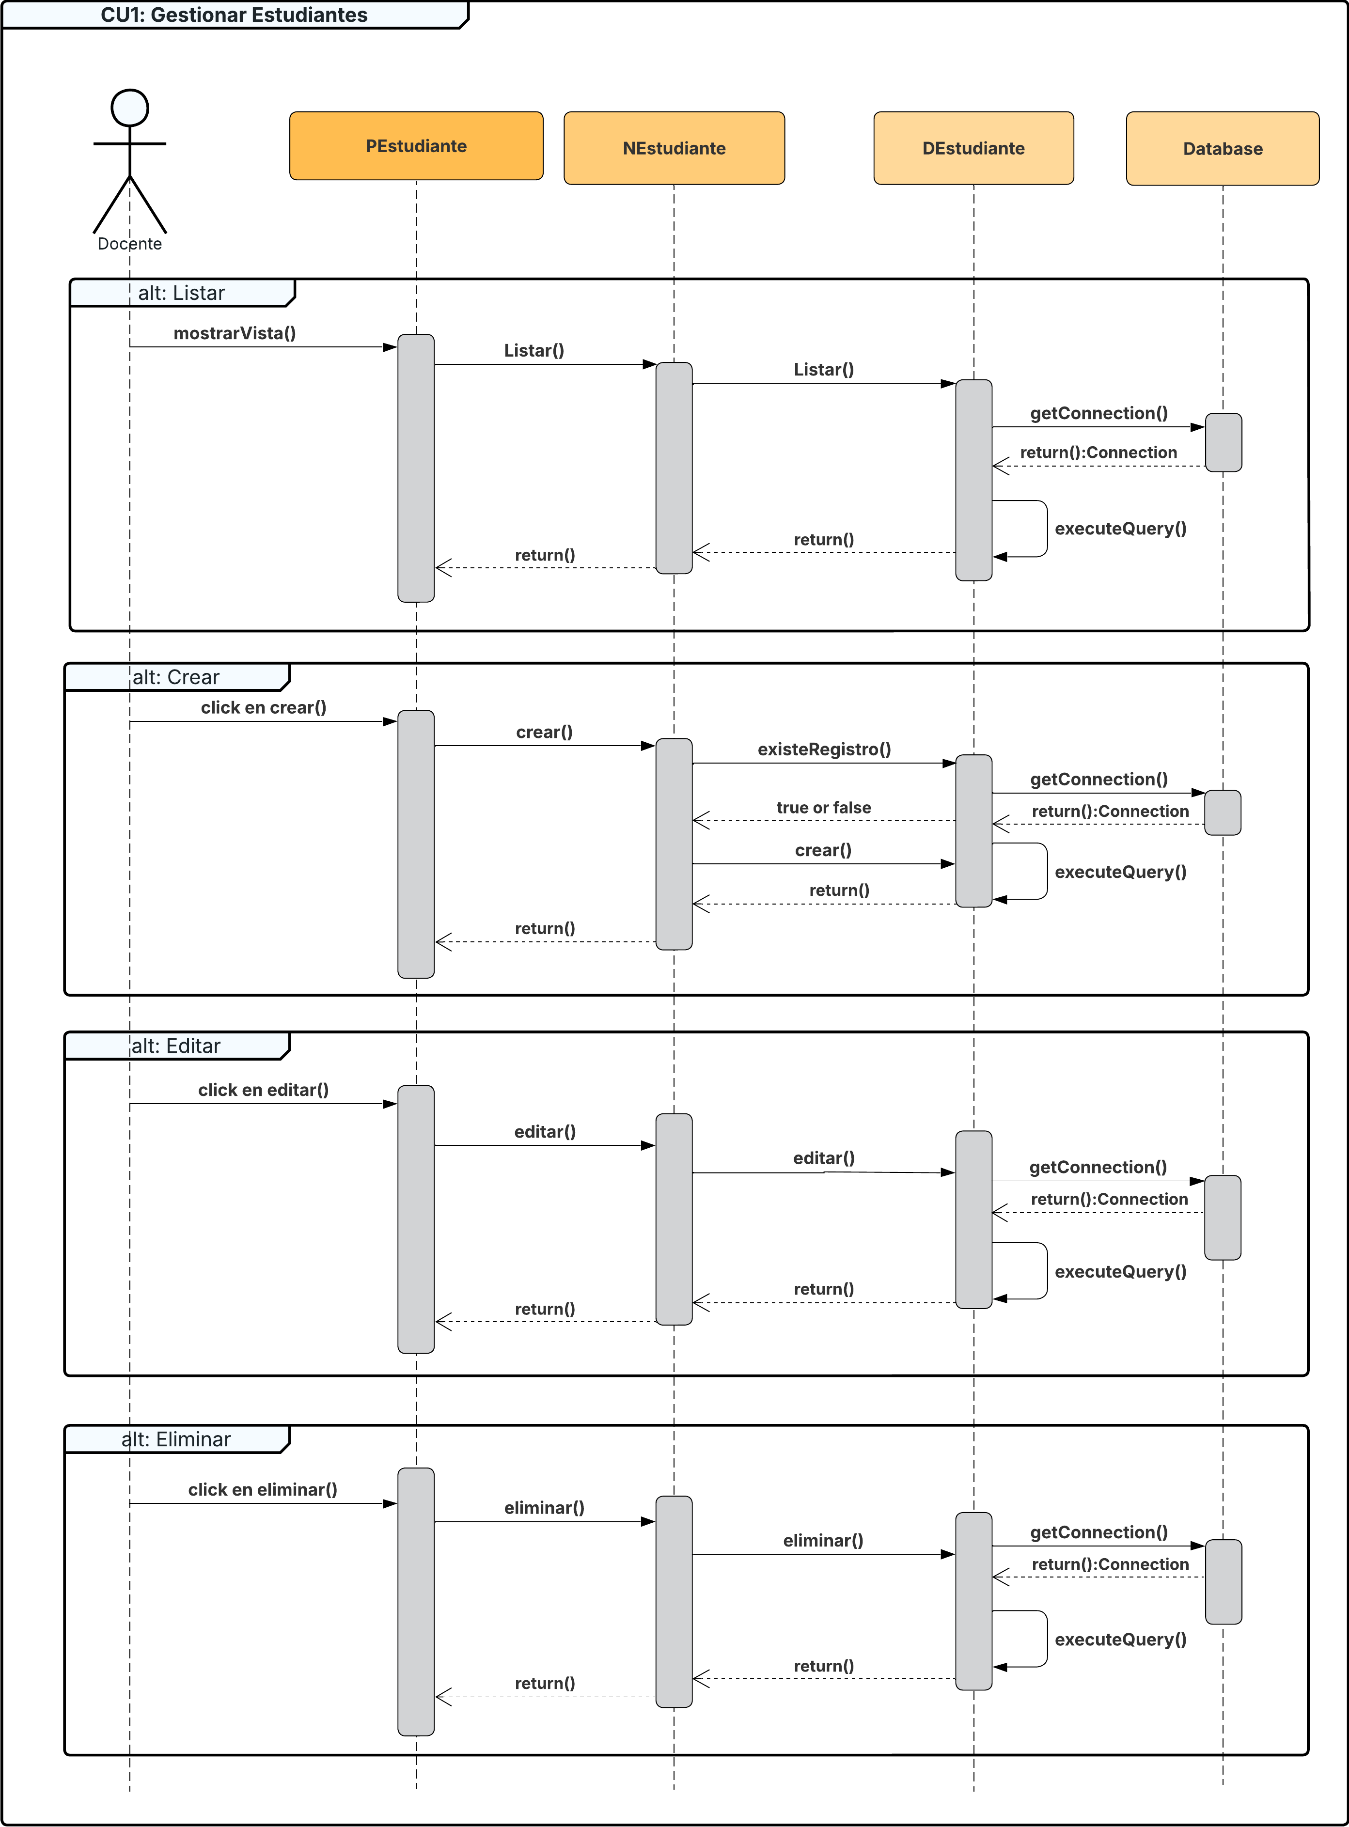 CU1: Gestionar Estudiantes
PEstudiante
NEstudiante
DEstudiante
Database
Docente
alt: Listar
mostrarVista()
Listar()
Listar()
getConnection()
return():Connection
executeQuery()
return()
return()
alt: Crear
click en crear()
crear()
existeRegistro()
getConnection()
true or false
return():Connection
crear()
executeQuery()
return()
return()
alt: Editar
click en editar()
editar()
editar()
getConnection()
return():Connection
executeQuery()
return()
return()
alt: Eliminar
click en eliminar()
eliminar()
eliminar()
getConnection()
return():Connection
executeQuery()
return()
return()